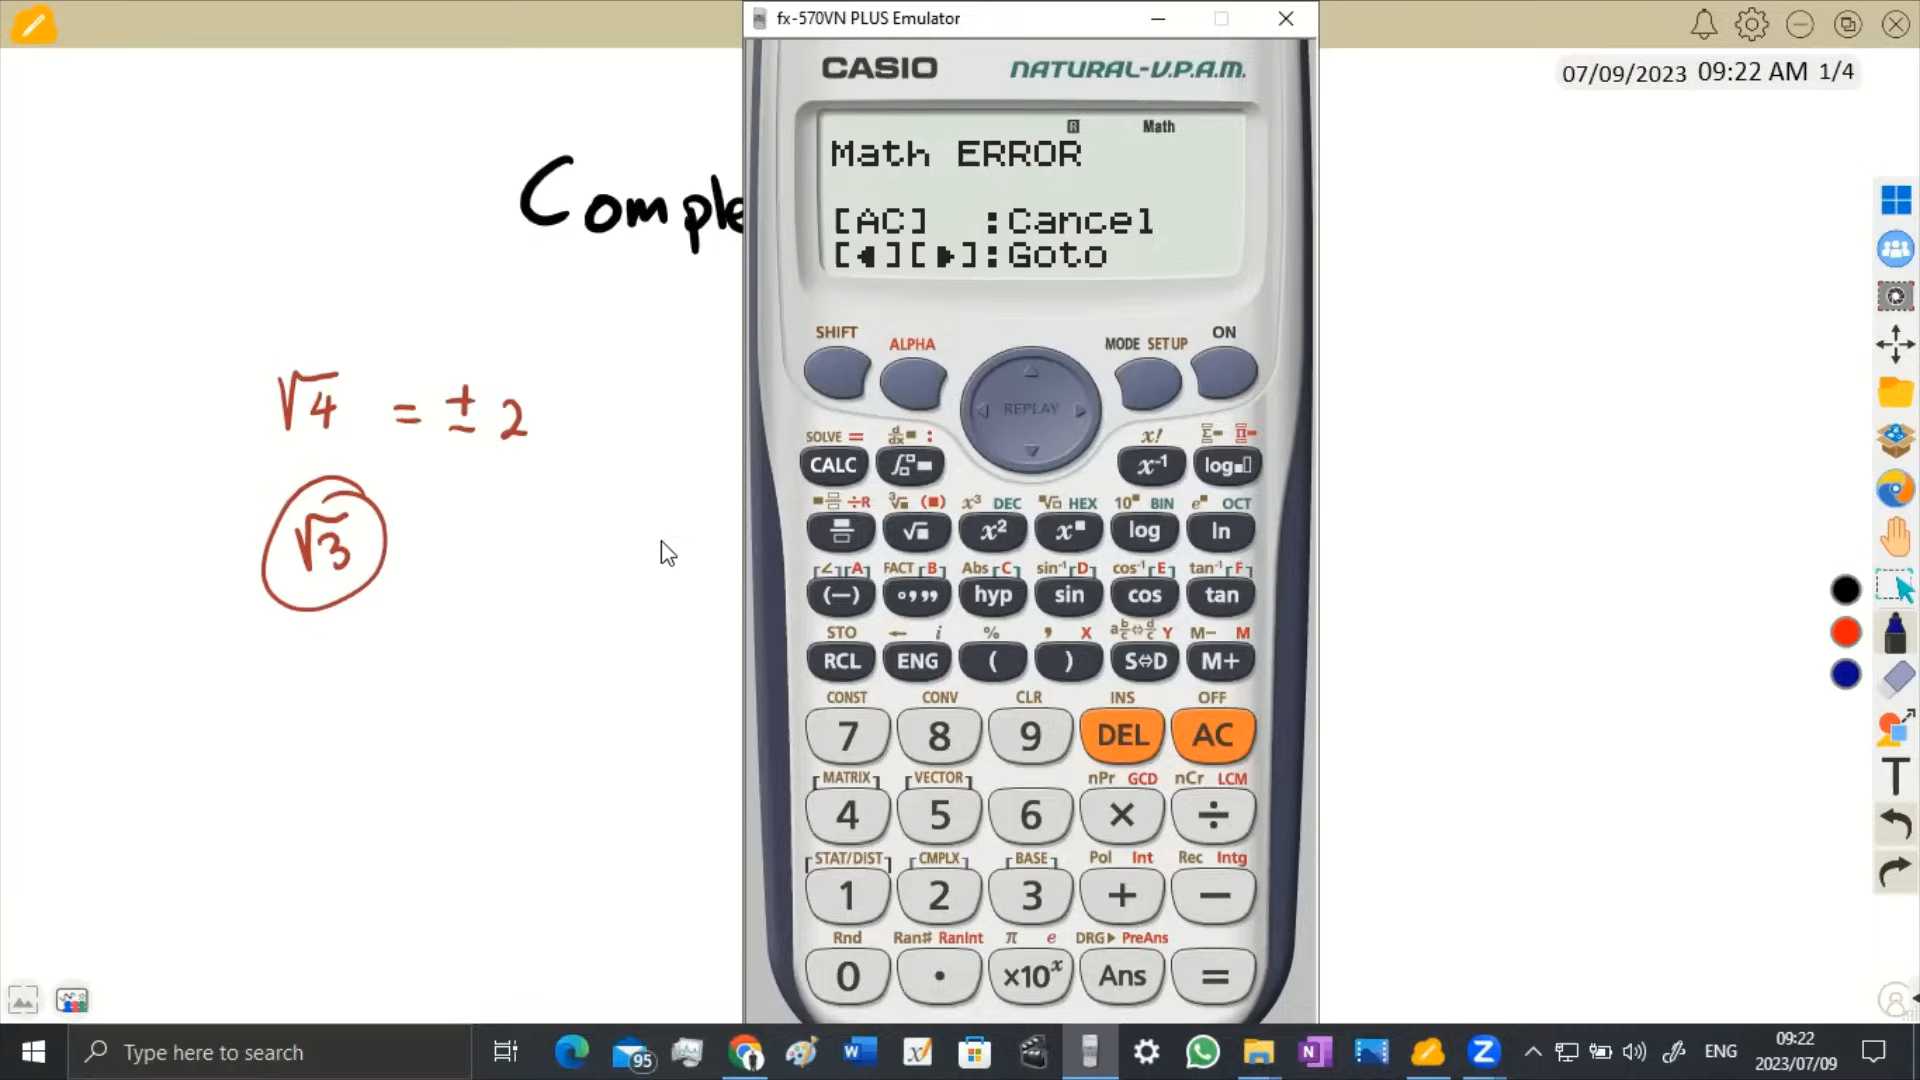 fx-570VN PLUS Emulator
07/09/2023 09:22 AM 1/4
CASIO NATURAL-V.P.A.M.
R Math
Math ERROR
[AC] :Cancel
[◀][▶]:Goto
Comple
√4 = ± 2
√3
SHIFT ALPHA MODE SETUP ON
REPLAY
SOLVE = d/dx : x! Σ- Π-
CALC ∫ x⁻¹ log
÷R ³√ x³ DEC ˣ√ HEX 10 BIN e OCT
√ x² x log ln
∠ A FACT B Abs C sin⁻¹ D cos⁻¹ E tan⁻¹ F
(—) °,,, hyp sin cos tan
STO ← i % , X a b/c⇔d/c Y M− M
RCL ENG ( ) S⇔D M+
CONST CONV CLR INS OFF
7 8 9 DEL AC
MATRIX VECTOR nPr GCD nCr LCM
4 5 6 × ÷
STAT/DIST CMPLX BASE Pol Int Rec Intg
1 2 3 + −
Rnd Ran# RanInt π e DRG▶ PreAns
0 · ×10ˣ Ans =
T
Type here to search
95
W
N
Z
ENG
09:22
2023/07/09